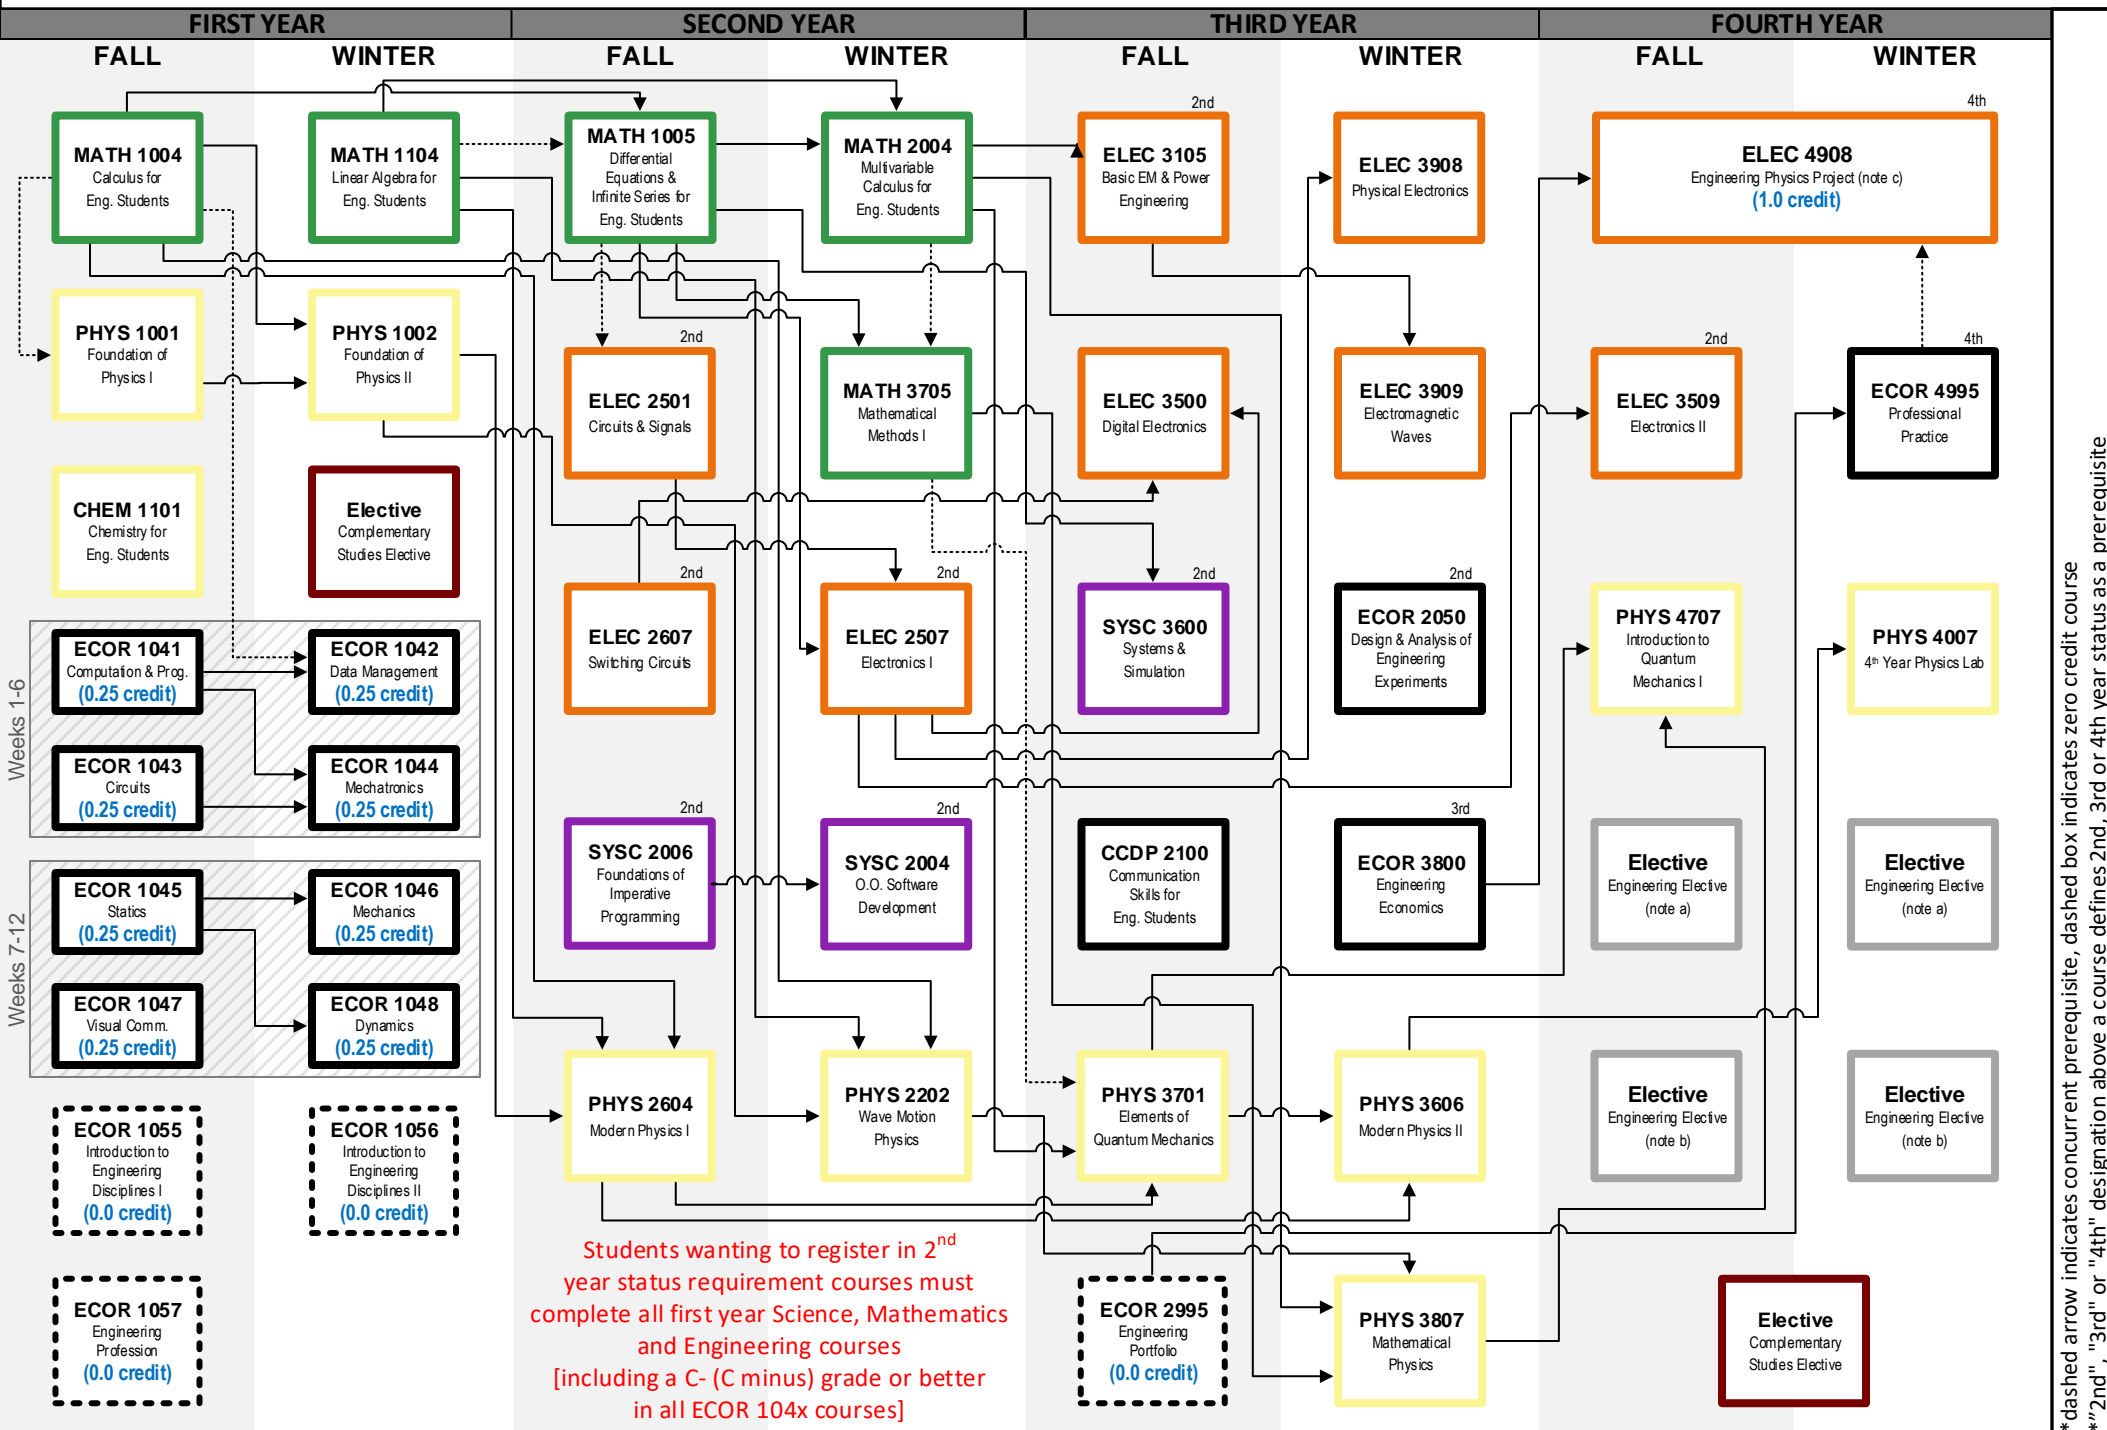 FIRST YEAR
SECOND YEAR
THIRD YEAR
FOURTH YEAR
FALL
WINTER
FALL
WINTER
FALL
WINTER
FALL
WINTER
MATH 1004
Calculus for
Eng. Students
MATH 1104
Linear Algebra for
Eng. Students
MATH 1005
Differential
Equations &
Infinite Series for
Eng. Students
MATH 2004
Multivariable
Calculus for
Eng. Students
2nd
ELEC 3105
Basic EM & Power
Engineering
ELEC 3908
Physical Electronics
4th
ELEC 4908
Engineering Physics Project (note c)
(1.0 credit)
PHYS 1001
Foundation of
Physics I
PHYS 1002
Foundation of
Physics II
2nd
ELEC 2501
Circuits & Signals
MATH 3705
Mathematical
Methods I
ELEC 3500
Digital Electronics
ELEC 3909
Electromagnetic
Waves
2nd
ELEC 3509
Electronics II
4th
ECOR 4995
Professional
Practice
CHEM 1101
Chemistry for
Eng. Students
Elective
Complementary
Studies Elective
2nd
ELEC 2607
Switching Circuits
2nd
ELEC 2507
Electronics I
2nd
SYSC 3600
Systems &
Simulation
2nd
ECOR 2050
Design & Analysis of
Engineering
Experiments
PHYS 4707
Introduction to
Quantum
Mechanics I
PHYS 4007
4th Year Physics Lab
Weeks 1-6
ECOR 1041
Computation & Prog.
(0.25 credit)
ECOR 1042
Data Management
(0.25 credit)
ECOR 1043
Circuits
(0.25 credit)
ECOR 1044
Mechatronics
(0.25 credit)
2nd
SYSC 2006
Foundations of
Imperative
Programming
2nd
SYSC 2004
O.O. Software
Development
CCDP 2100
Communication
Skills for
Eng. Students
3rd
ECOR 3800
Engineering
Economics
Elective
Engineering Elective
(note a)
Elective
Engineering Elective
(note a)
Weeks 7-12
ECOR 1045
Statics
(0.25 credit)
ECOR 1046
Mechanics
(0.25 credit)
ECOR 1047
Visual Comm.
(0.25 credit)
ECOR 1048
Dynamics
(0.25 credit)
PHYS 2604
Modern Physics I
PHYS 2202
Wave Motion
Physics
PHYS 3701
Elements of
Quantum Mechanics
PHYS 3606
Modern Physics II
Elective
Engineering Elective
(note b)
Elective
Engineering Elective
(note b)
ECOR 1055
Introduction to
Engineering
Disciplines I
(0.0 credit)
ECOR 1056
Introduction to
Engineering
Disciplines II
(0.0 credit)
ECOR 1057
Engineering
Profession
(0.0 credit)
Students wanting to register in 2nd
year status requirement courses must
complete all first year Science, Mathematics
and Engineering courses
[including a C- (C minus) grade or better
in all ECOR 104x courses]
ECOR 2995
Engineering
Portfolio
(0.0 credit)
PHYS 3807
Mathematical
Physics
Elective
Complementary
Studies Elective
*dashed arrow indicates concurrent prerequisite, dashed box indicates zero credit course
*"2nd", "3rd" or "4th" designation above a course defines 2nd, 3rd or 4th year status as a prerequisite